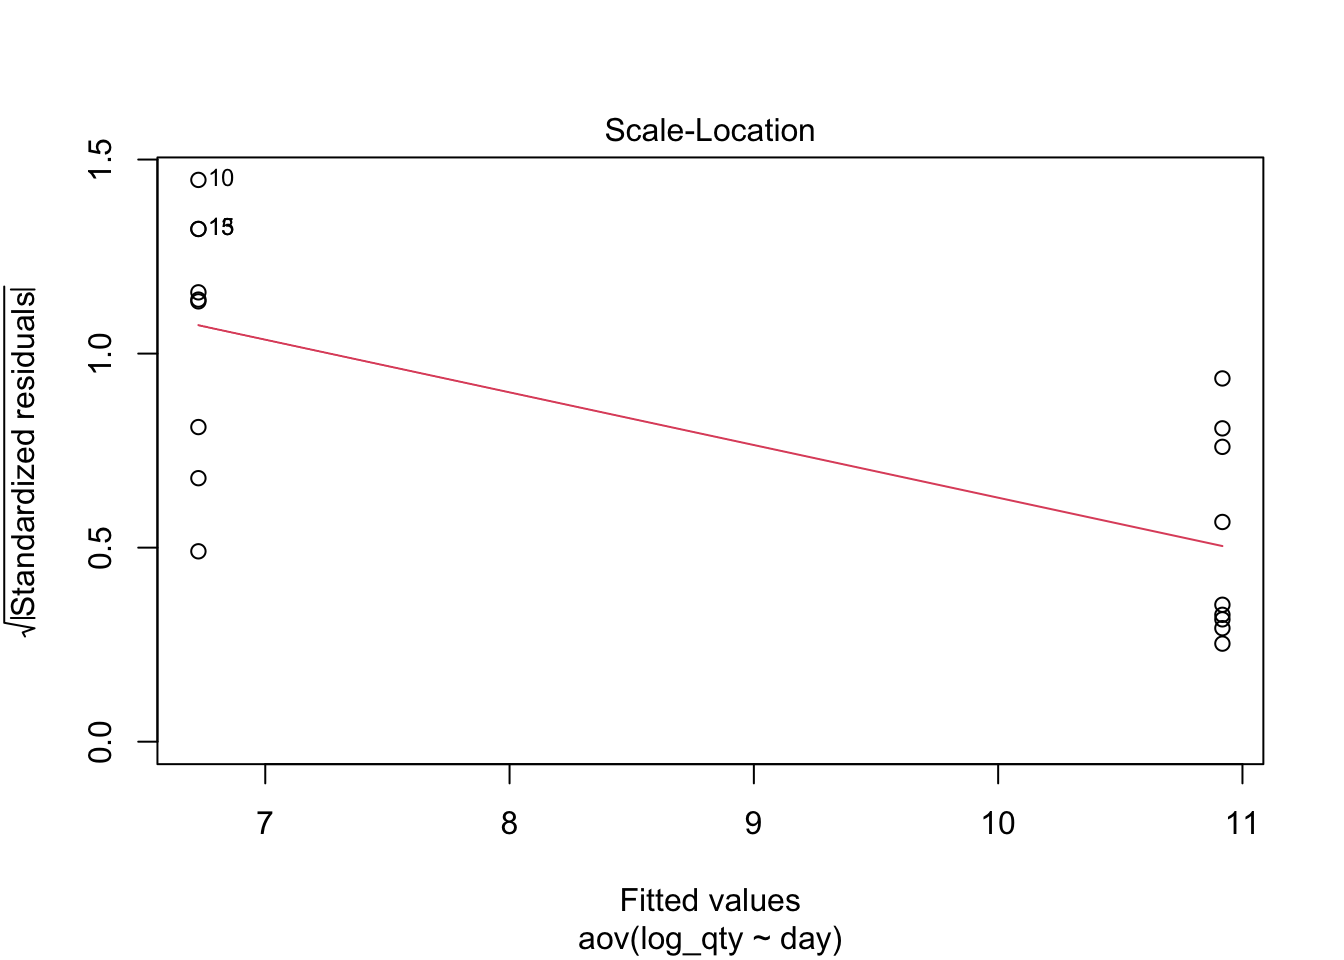 Scale-Location
√|Standardized residuals|
1.5
1.0
0.5
0.0
10
7
8
9
10
11
Fitted values
aov(log_qty ~ day)